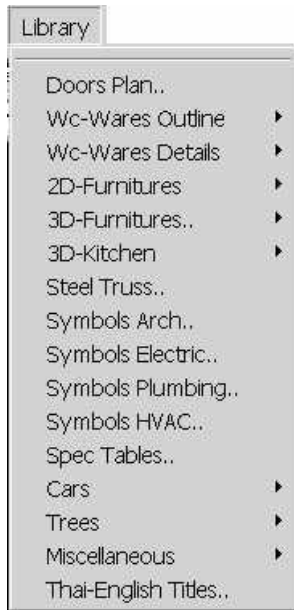 Library
Doors Plan..
Wc-Wares Outline
Wc-Wares Details
2D-Furnitures
3D-Furnitures..
3D-Kitchen
Steel Truss..
Symbols Arch..
Symbols Electric..
Symbols Plumbing..
Symbols HVAC..
Spec Tables..
Cars
Trees
Miscellaneous
Thai-English Titles..